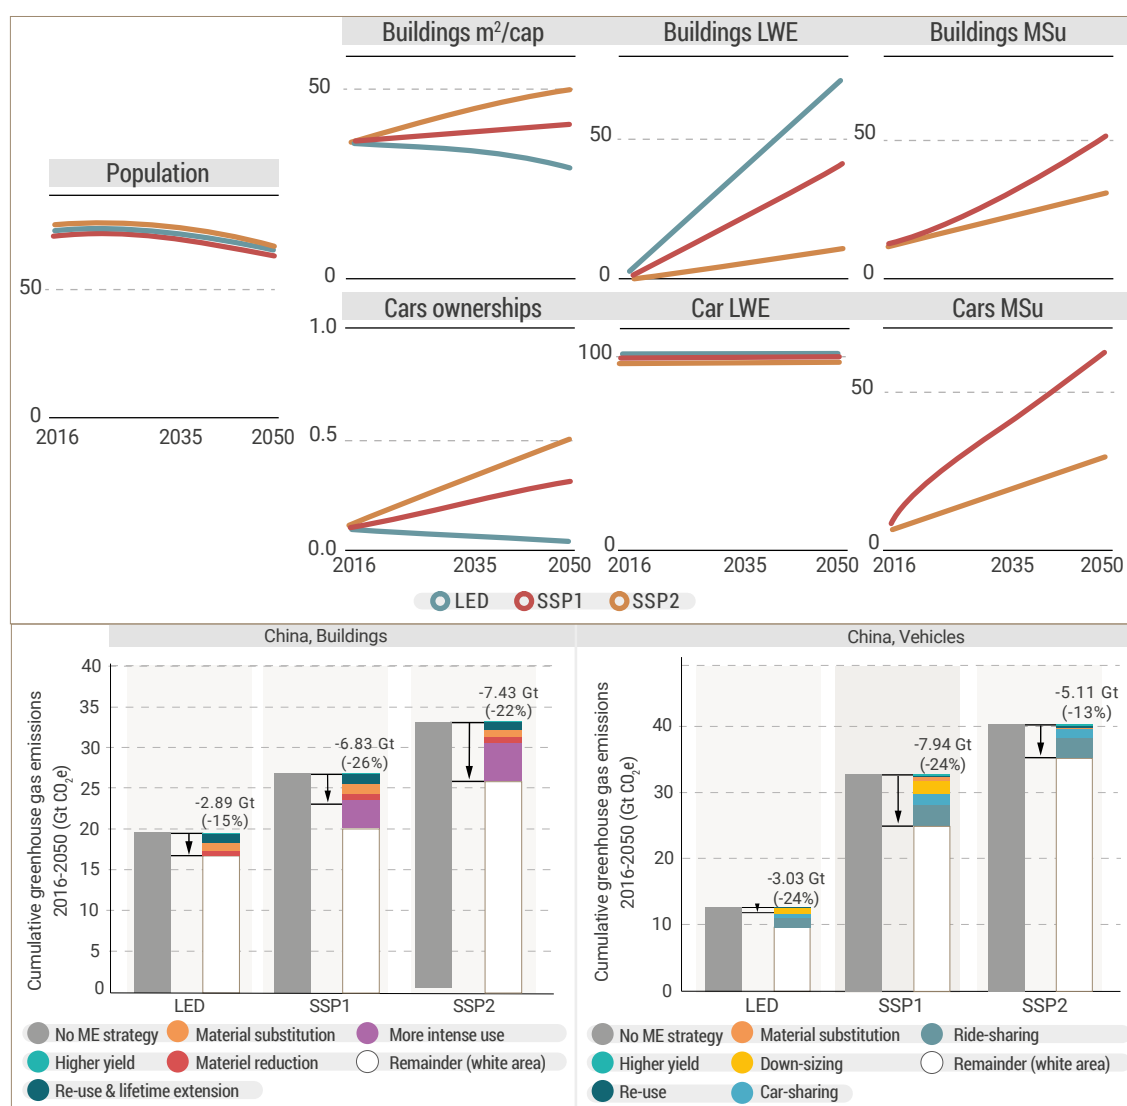 Buildings m²/cap
Buildings LWE
Buildings MSu
50
0
50
0
50
0
Population
50
0
2016
2035
2050
Cars ownerships
Car LWE
Cars MSu
1.0
0.5
0.0
2016
2035
2050
100
2016
2035
2050
50
0
2016
2035
2050
LED
SSP1
SSP2
China, Buildings
Cumulative greenhouse gas emissions
2016-2050 (Gt CO₂e)
40
35
30
25
20
15
10
5
0
-2.89 Gt
(-15%)
-6.83 Gt
(-26%)
-7.43 Gt
(-22%)
LED
SSP1
SSP2
No ME strategy
Material substitution
More intense use
Higher yield
Materiel reduction
Remainder (white area)
Re-use & lifetime extension
China, Vehicles
Cumulative greenhouse gas emissions
2016-2050 (Gt CO₂e)
40
30
20
10
0
-3.03 Gt
(-24%)
-7.94 Gt
(-24%)
-5.11 Gt
(-13%)
LED
SSP1
SSP2
No ME strategy
Material substitution
Ride-sharing
Higher yield
Down-sizing
Remainder (white area)
Re-use
Car-sharing